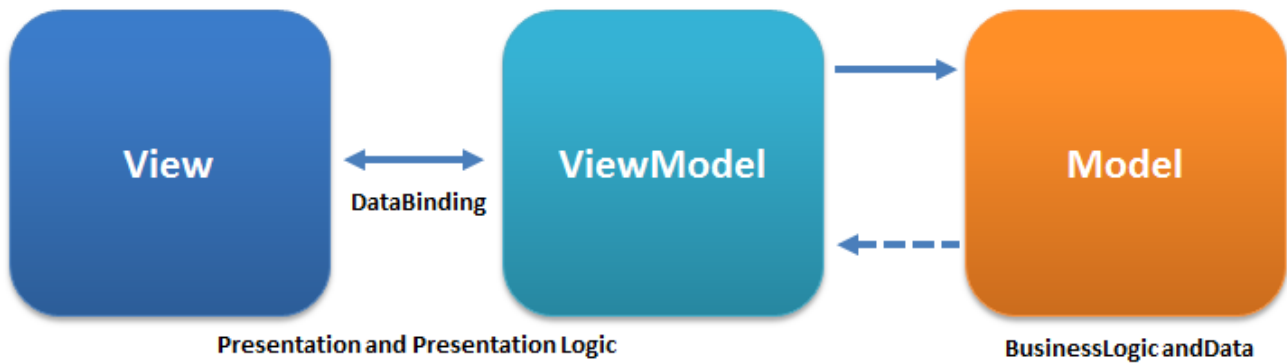 View
ViewModel
Model
DataBinding
Presentation and Presentation Logic
BusinessLogic andData